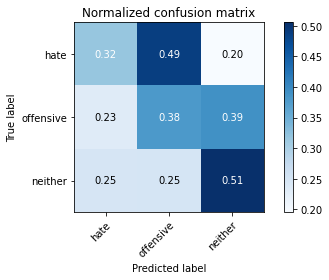 Normalized confusion matrix
True label
hate
0.32 0.49 0.20
offensive
0.23 0.38 0.39
neither
0.25 0.25 0.51
hate
offensive
neither
Predicted label
0.50
0.45
0.40
0.35
0.30
0.25
0.20